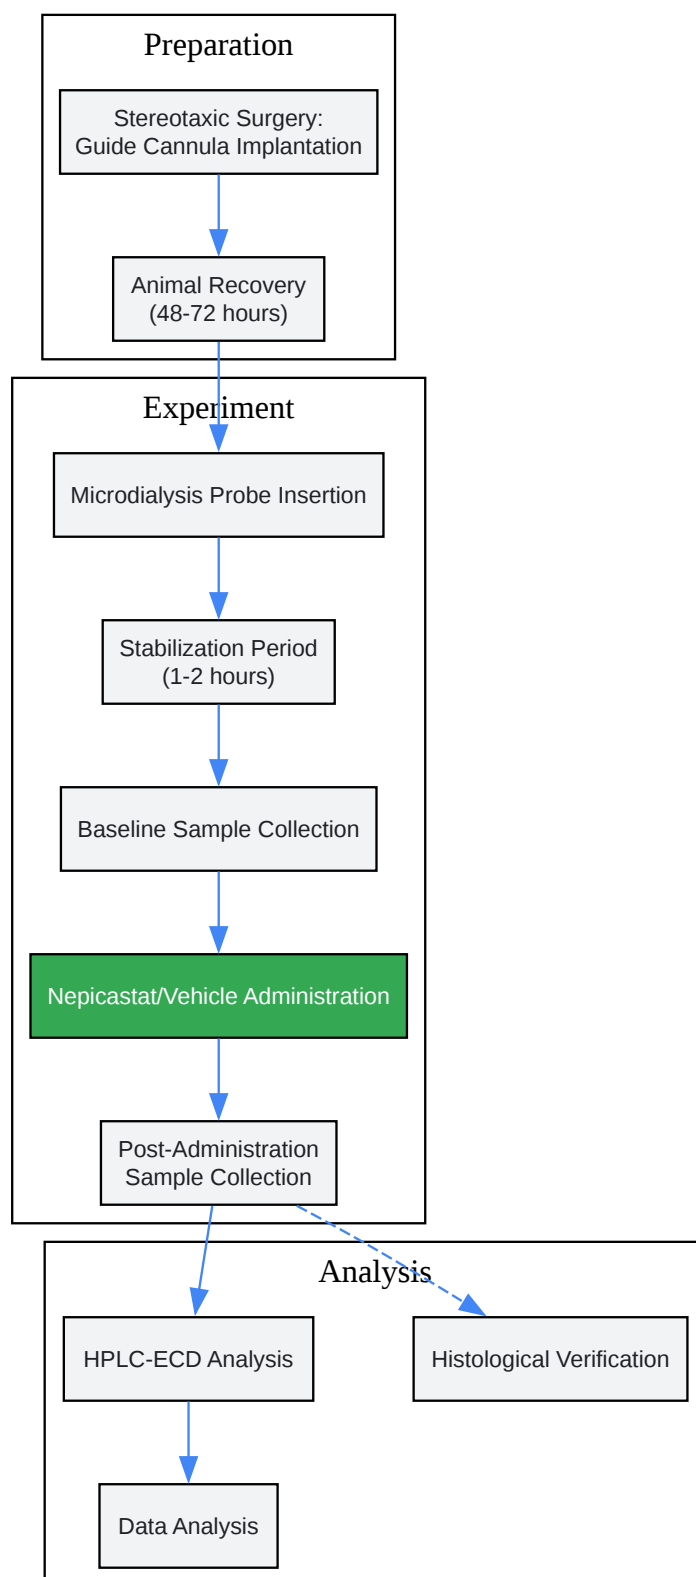 Preparation
Stereotaxic Surgery:
Guide Cannula Implantation
Animal Recovery
(48-72 hours)
Experiment
Microdialysis Probe Insertion
Stabilization Period
(1-2 hours)
Baseline Sample Collection
Nepicastat/Vehicle Administration
Post-Administration
Sample Collection
Analysis
HPLC-ECD Analysis
Histological Verification
Data Analysis